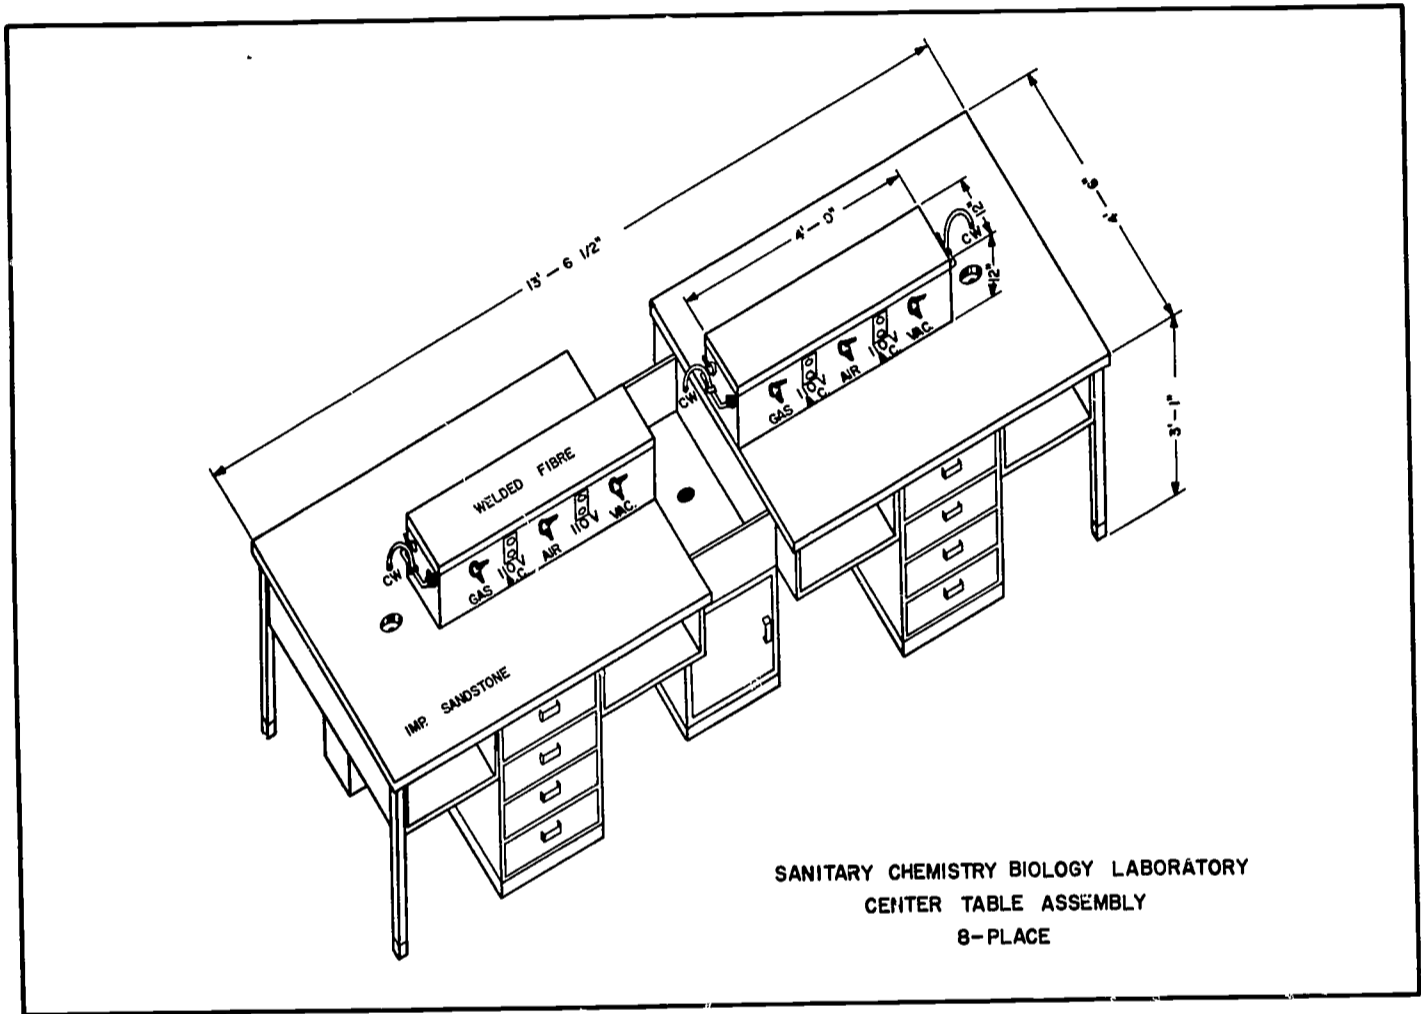 13' — 6 1/2"
4' — 0"
12"
12"
4' — 6"
3' — 1"
CW
CW
GAS
110V
A.C.
AIR
110V
A.C.
VAC.
WELDED FIBRE
CW
GAS
110V
A.C.
AIR
110V
VAC.
IMP. SANDSTONE
SANITARY CHEMISTRY BIOLOGY LABORATORY
CENTER TABLE ASSEMBLY
8-PLACE